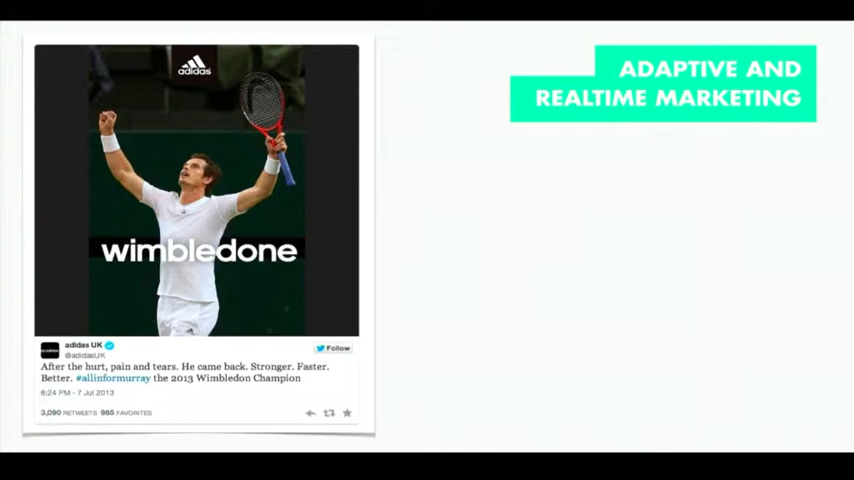 adidas
wimbledone
ADAPTIVE AND
REALTIME MARKETING
adidas UK
@adidasUK
Follow
After the hurt, pain and tears. He came back. Stronger. Faster.
Better. #allinformurray the 2013 Wimbledon Champion
6:24 PM - 7 Jul 2013
3,090 RETWEETS 985 FAVORITES